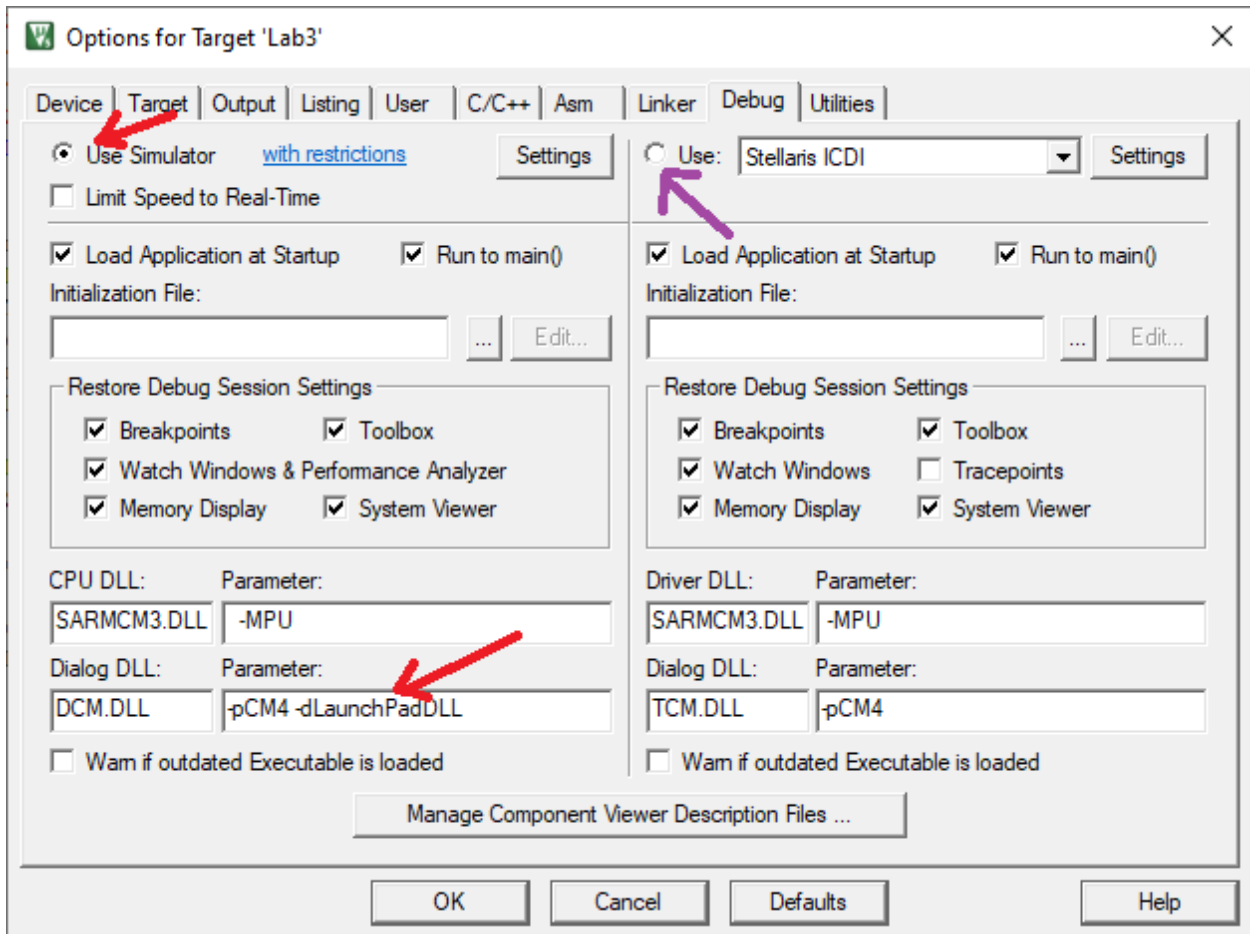 Options for Target 'Lab3'
Device Target Output Listing User C/C++ Asm Linker Debug Utilities
Use Simulator with restrictions Settings Use: Stellaris ICDI Settings
Limit Speed to Real-Time
Load Application at Startup Run to main() Load Application at Startup Run to main()
Initialization File: Initialization File:
... Edit... ... Edit...
Restore Debug Session Settings Restore Debug Session Settings
Breakpoints Toolbox Breakpoints Toolbox
Watch Windows & Performance Analyzer Watch Windows Tracepoints
Memory Display System Viewer Memory Display System Viewer
CPU DLL: Parameter: Driver DLL: Parameter:
SARMCM3.DLL -MPU SARMCM3.DLL -MPU
Dialog DLL: Parameter: Dialog DLL: Parameter:
DCM.DLL -pCM4 -dLaunchPadDLL TCM.DLL -pCM4
Warn if outdated Executable is loaded Warn if outdated Executable is loaded
Manage Component Viewer Description Files ...
OK Cancel Defaults Help